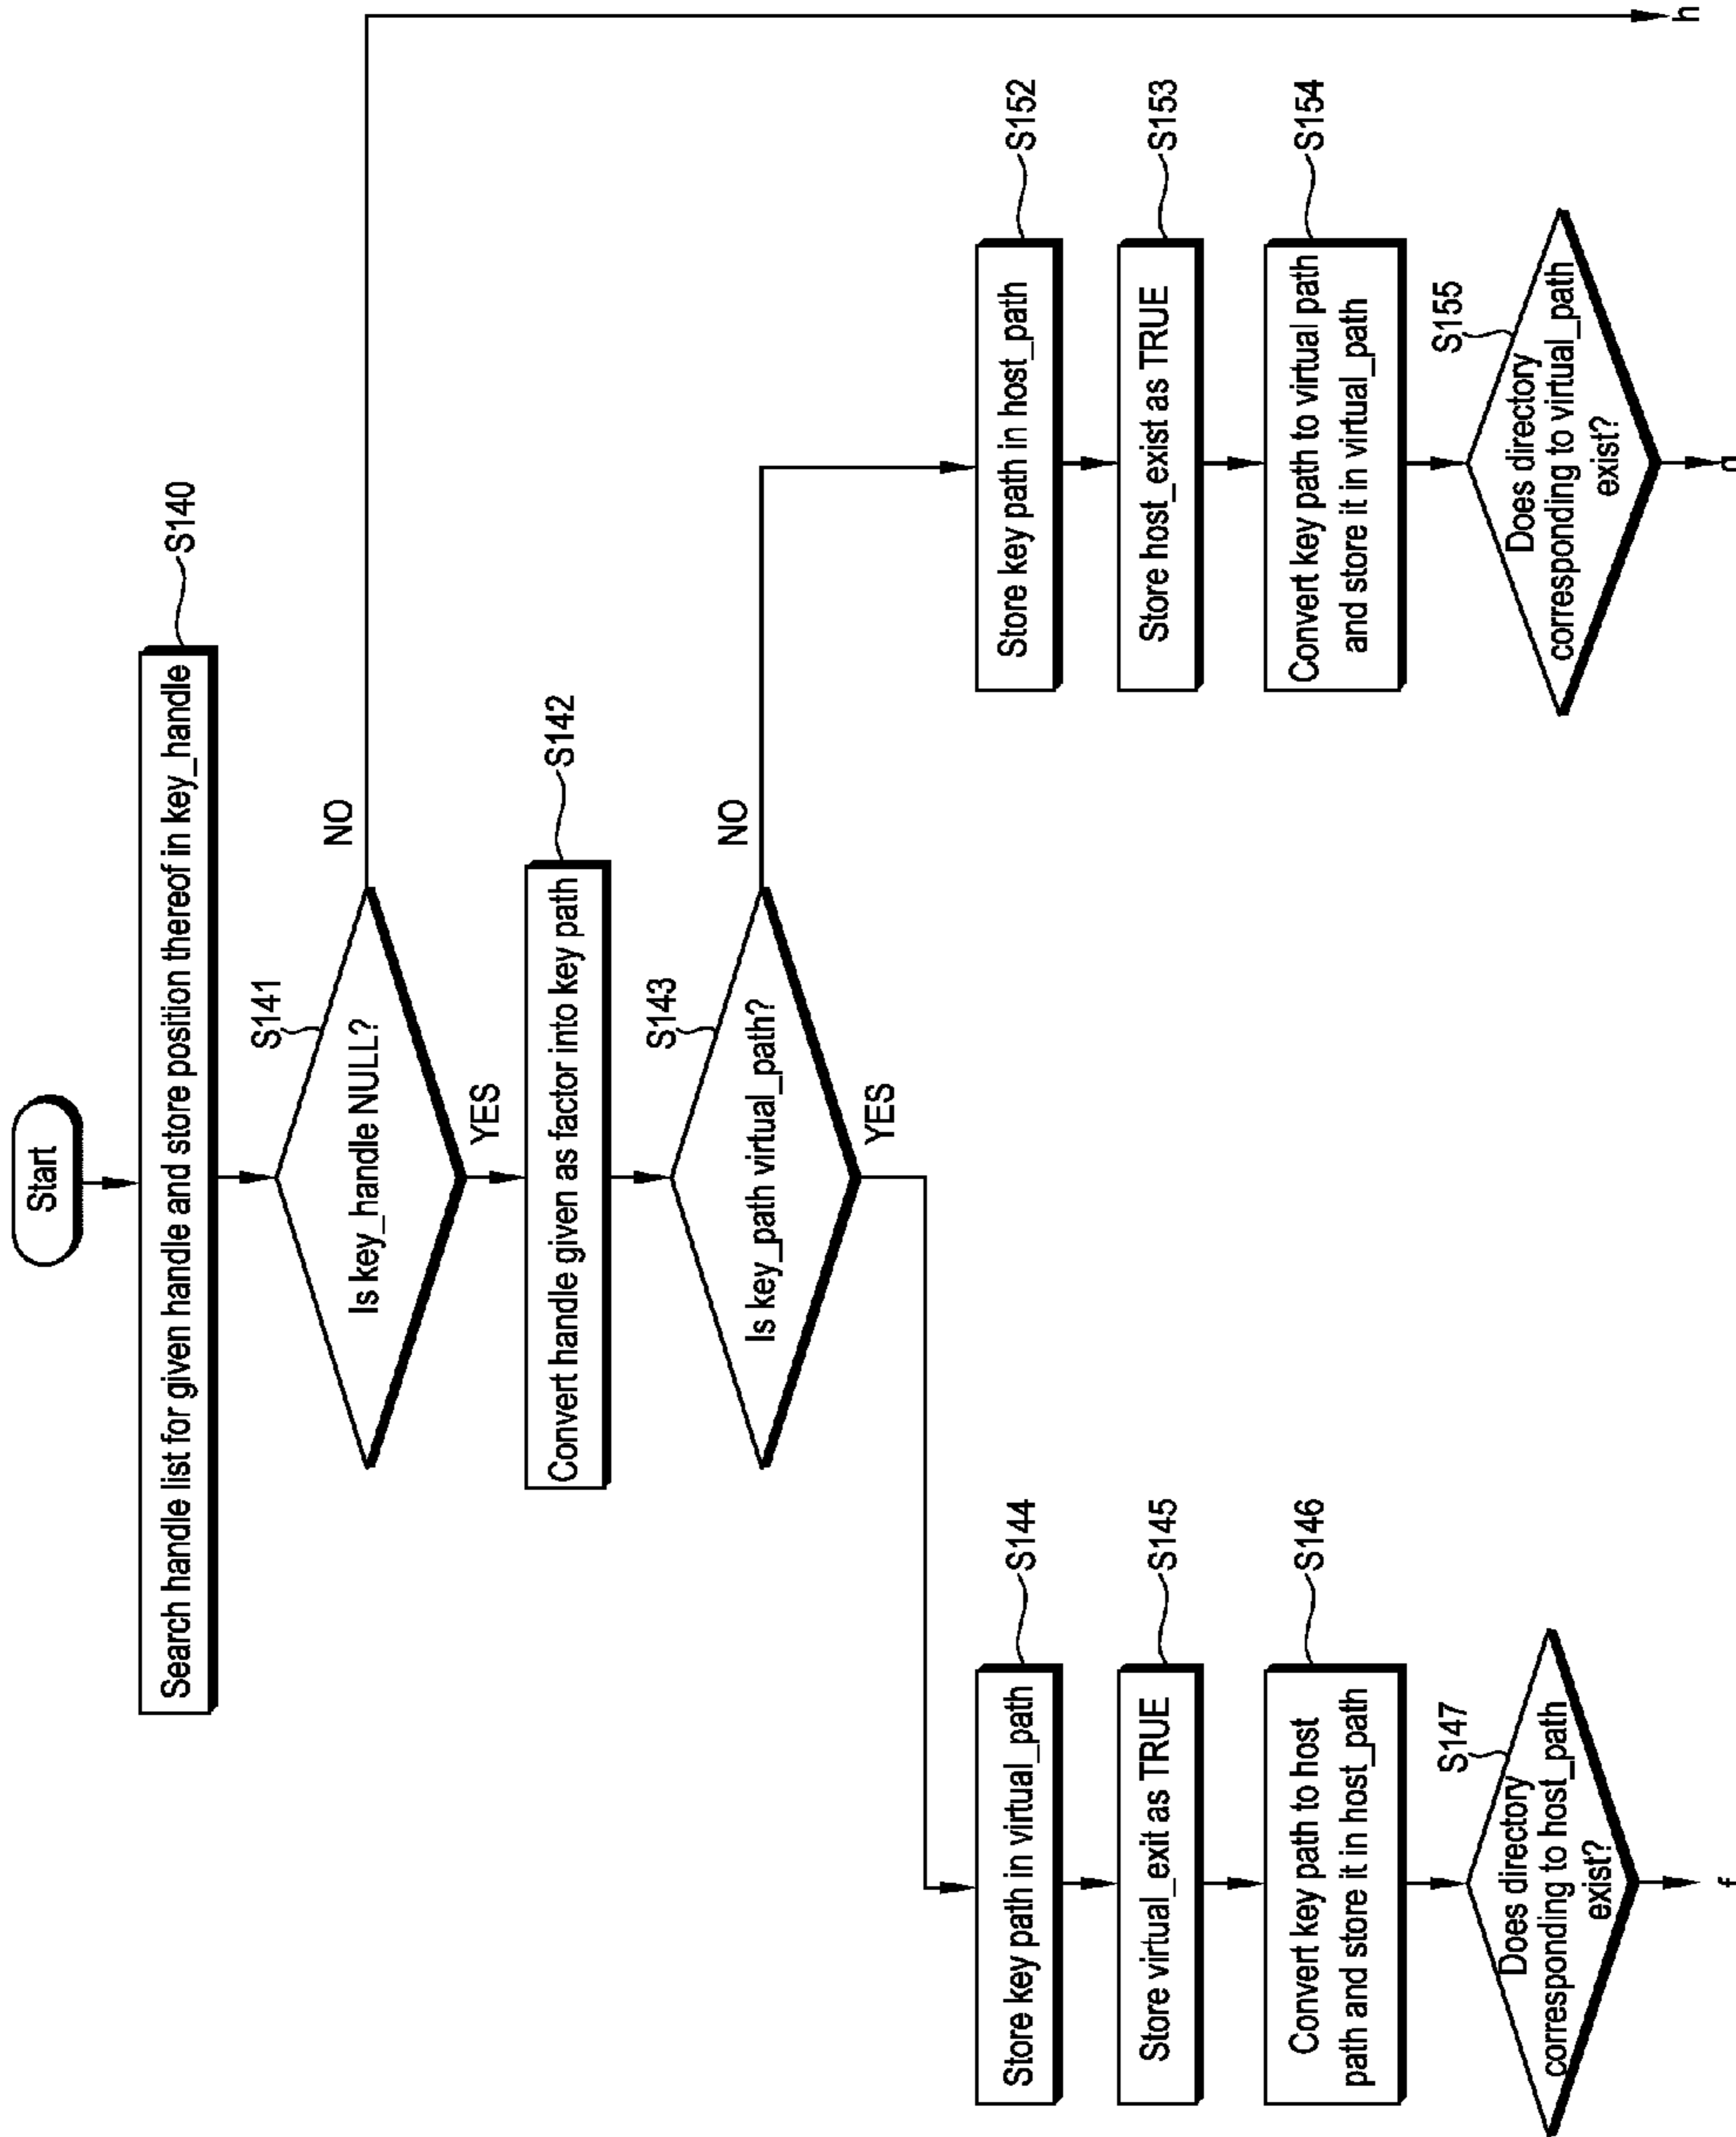 Start
Search handle list for given handle and store position thereof in key_handle
S140
S141
Is key_handle NULL?
NO
YES
Convert handle given as factor into key path
S142
S143
Is key_path virtual_path?
NO
YES
Store key path in virtual_path
S144
Store virtual_exit as TRUE
S145
Convert key path to host
path and store it in host_path
S146
S147
Does directory
corresponding to host_path
exist?
f
Store key path in host_path
S152
Store host_exist as TRUE
S153
Convert key path to virtual path
and store it in virtual_path
S154
S155
Does directory
corresponding to virtual_path
exist?
g
h